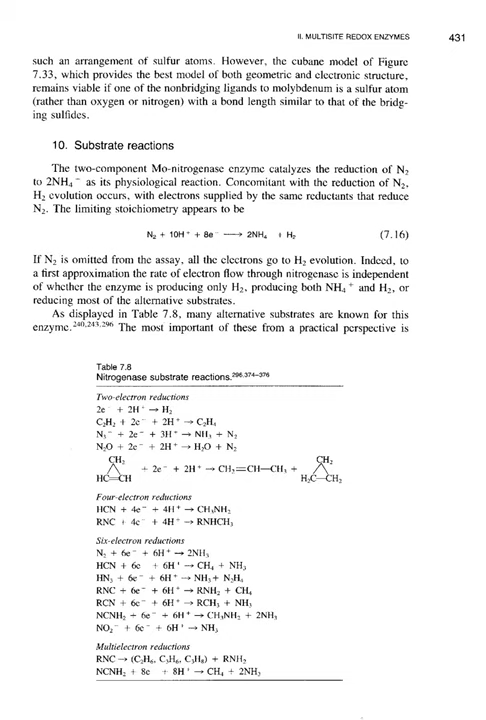 II. MULTISITE REDOX ENZYMES 431
such an arrangement of sulfur atoms. However, the cubane model of Figure
7.33, which provides the best model of both geometric and electronic structure,
remains viable if one of the nonbridging ligands to molybdenum is a sulfur atom
(rather than oxygen or nitrogen) with a bond length similar to that of the bridg-
ing sulfides.
10. Substrate reactions
The two-component Mo-nitrogenase enzyme catalyzes the reduction of N₂
to 2NH₄⁻ as its physiological reaction. Concomitant with the reduction of N₂,
H₂ evolution occurs, with electrons supplied by the same reductants that reduce
N₂. The limiting stoichiometry appears to be
N₂ + 10H⁺ + 8e⁻ ⟶ 2NH₄ + H₂ (7.16)
If N₂ is omitted from the assay, all the electrons go to H₂ evolution. Indeed, to
a first approximation the rate of electron flow through nitrogenase is independent
of whether the enzyme is producing only H₂, producing both NH₄⁺ and H₂, or
reducing most of the alternative substrates.
As displayed in Table 7.8, many alternative substrates are known for this
enzyme.²⁴⁰,²⁴³,²⁹⁶ The most important of these from a practical perspective is
Table 7.8
Nitrogenase substrate reactions.²⁹⁶,³⁷⁴⁻³⁷⁶
Two-electron reductions
2e⁻ + 2H⁺ → H₂
C₂H₂ + 2e⁻ + 2H⁺ → C₂H₄
N₃⁻ + 2e⁻ + 3H⁺ → NH₃ + N₂
N₂O + 2e⁻ + 2H⁺ → H₂O + N₂
CH₂ CH₂
+ 2e⁻ + 2H⁺ → CH₂=CH—CH₃ +
HC=CH H₂C—CH₂
Four-electron reductions
HCN + 4e⁻ + 4H⁺ → CH₃NH₂
RNC + 4e⁻ + 4H⁺ → RNHCH₃
Six-electron reductions
N₂ + 6e⁻ + 6H⁺ → 2NH₃
HCN + 6e + 6H⁺ → CH₄ + NH₃
HN₃ + 6e⁻ + 6H⁺ → NH₃ + N₂H₄
RNC + 6e⁻ + 6H⁺ → RNH₂ + CH₄
RCN + 6e⁻ + 6H⁺ → RCH₃ + NH₃
NCNH₂ + 6e⁻ + 6H⁺ → CH₃NH₂ + 2NH₃
NO₂⁻ + 6e⁻ + 6H⁺ → NH₃
Multielectron reductions
RNC → (C₂H₆, C₃H₆, C₃H₈) + RNH₂
NCNH₂ + 8e + 8H⁺ → CH₄ + 2NH₃